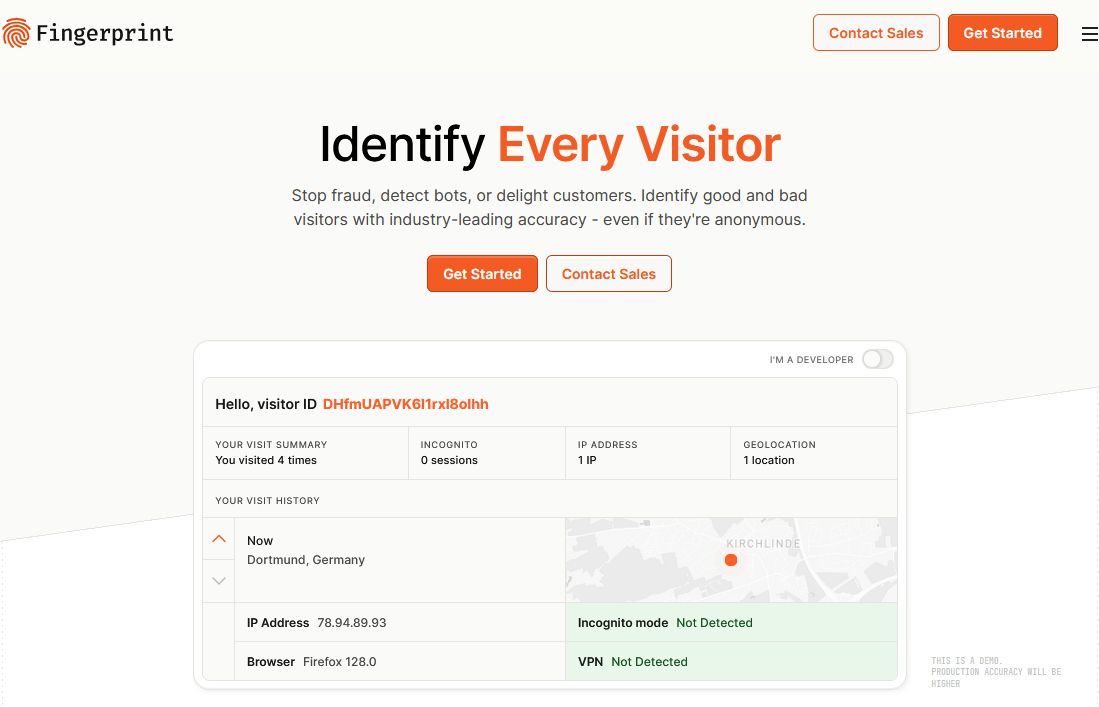 Fingerprint
Contact Sales
Get Started
Identify Every Visitor
Stop fraud, detect bots, or delight customers. Identify good and bad
visitors with industry-leading accuracy - even if they're anonymous.
Get Started
Contact Sales
I'M A DEVELOPER
Hello, visitor ID DHfmUAPVK6I1rxI8oIhh
YOUR VISIT SUMMARY
You visited 4 times
INCOGNITO
0 sessions
IP ADDRESS
1 IP
GEOLOCATION
1 location
YOUR VISIT HISTORY
Now
Dortmund, Germany
KIRCHLINDE
IP Address 78.94.89.93
Incognito mode Not Detected
Browser Firefox 128.0
VPN Not Detected
THIS IS A DEMO.
PRODUCTION ACCURACY WILL BE
HIGHER